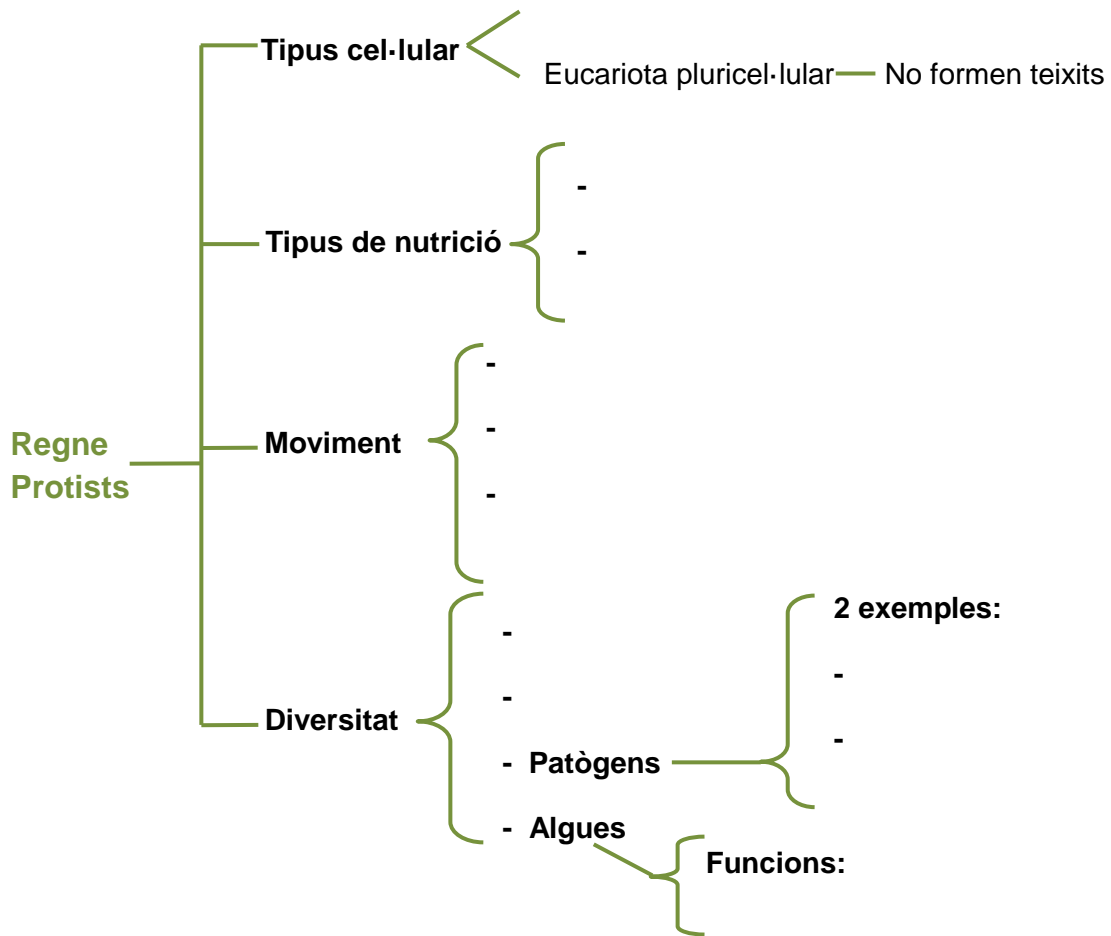 Tipus cel·lular
Eucariota pluricel·lular No formen teixits
-
Tipus de nutrició
-
-
Regne
Protists
Moviment
-
-
2 exemples:
-
-
-
Diversitat
-
- Patògens
- Algues
Funcions: